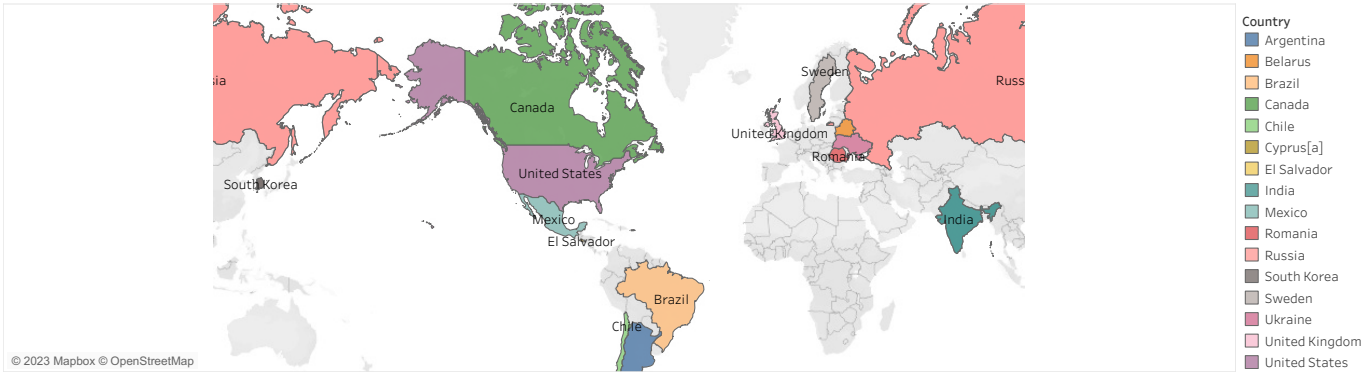 Sweden
sia
Russ
Canada
United Kingdom
Romania
United States
South Korea
India
Mexico
El Salvador
Brazil
Chile
© 2023 Mapbox © OpenStreetMap
Country
Argentina
Belarus
Brazil
Canada
Chile
Cyprus[a]
El Salvador
India
Mexico
Romania
Russia
South Korea
Sweden
Ukraine
United Kingdom
United States